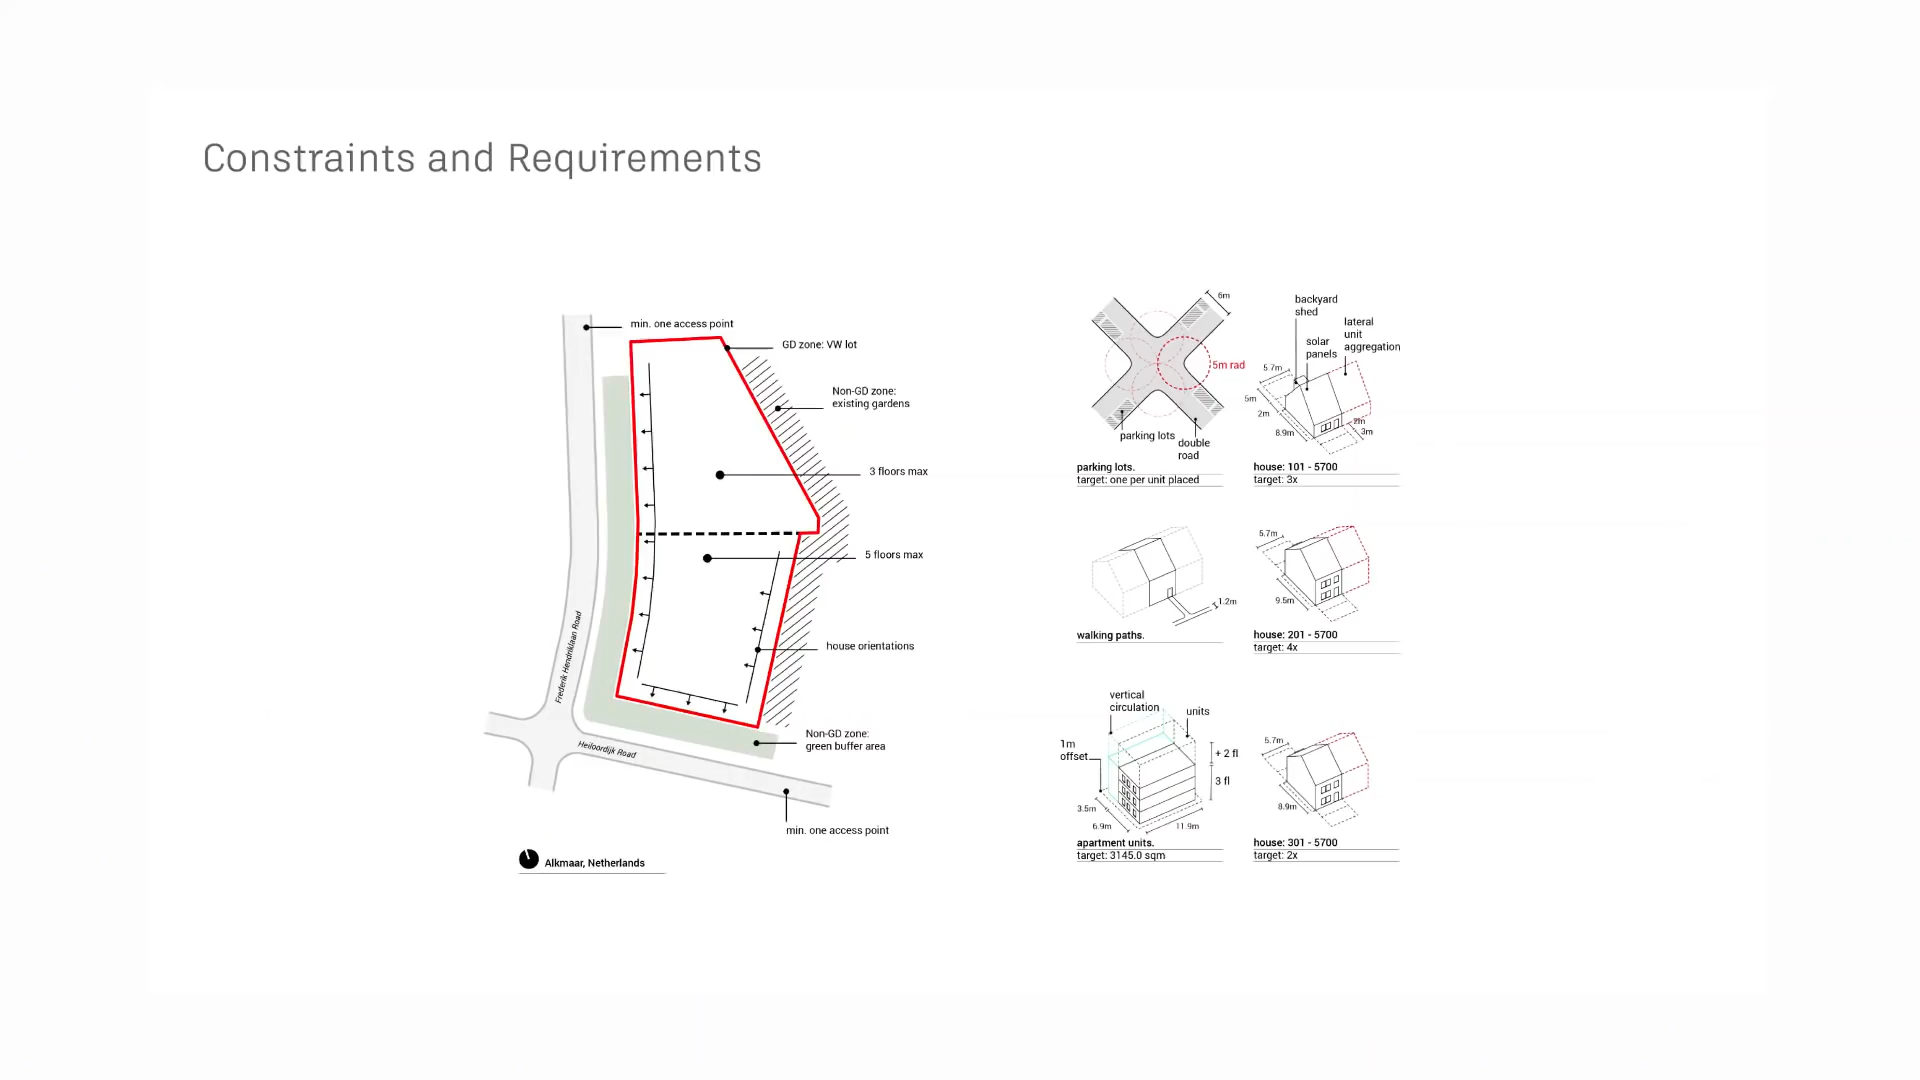 Constraints and Requirements
min. one access point
GD zone: VW lot
Non-GD zone:
existing gardens
3 floors max
5 floors max
house orientations
Frederik Hendriklaan Road
Heiloordijk Road
Non-GD zone:
green buffer area
min. one access point
Alkmaar, Netherlands
6m
5m rad
parking lots
double
road
parking lots.
target: one per unit placed
backyard
shed
lateral
unit
aggregation
solar
panels
5.7m
5m
2m
8.9m
2m
3m
house: 101 - 5700
target: 3x
1.2m
walking paths.
5.7m
9.5m
house: 201 - 5700
target: 4x
vertical
circulation
units
1m
offset
+ 2 fl
3 fl
3.5m
6.9m
11.9m
apartment units.
target: 3145.0 sqm
5.7m
8.9m
house: 301 - 5700
target: 2x